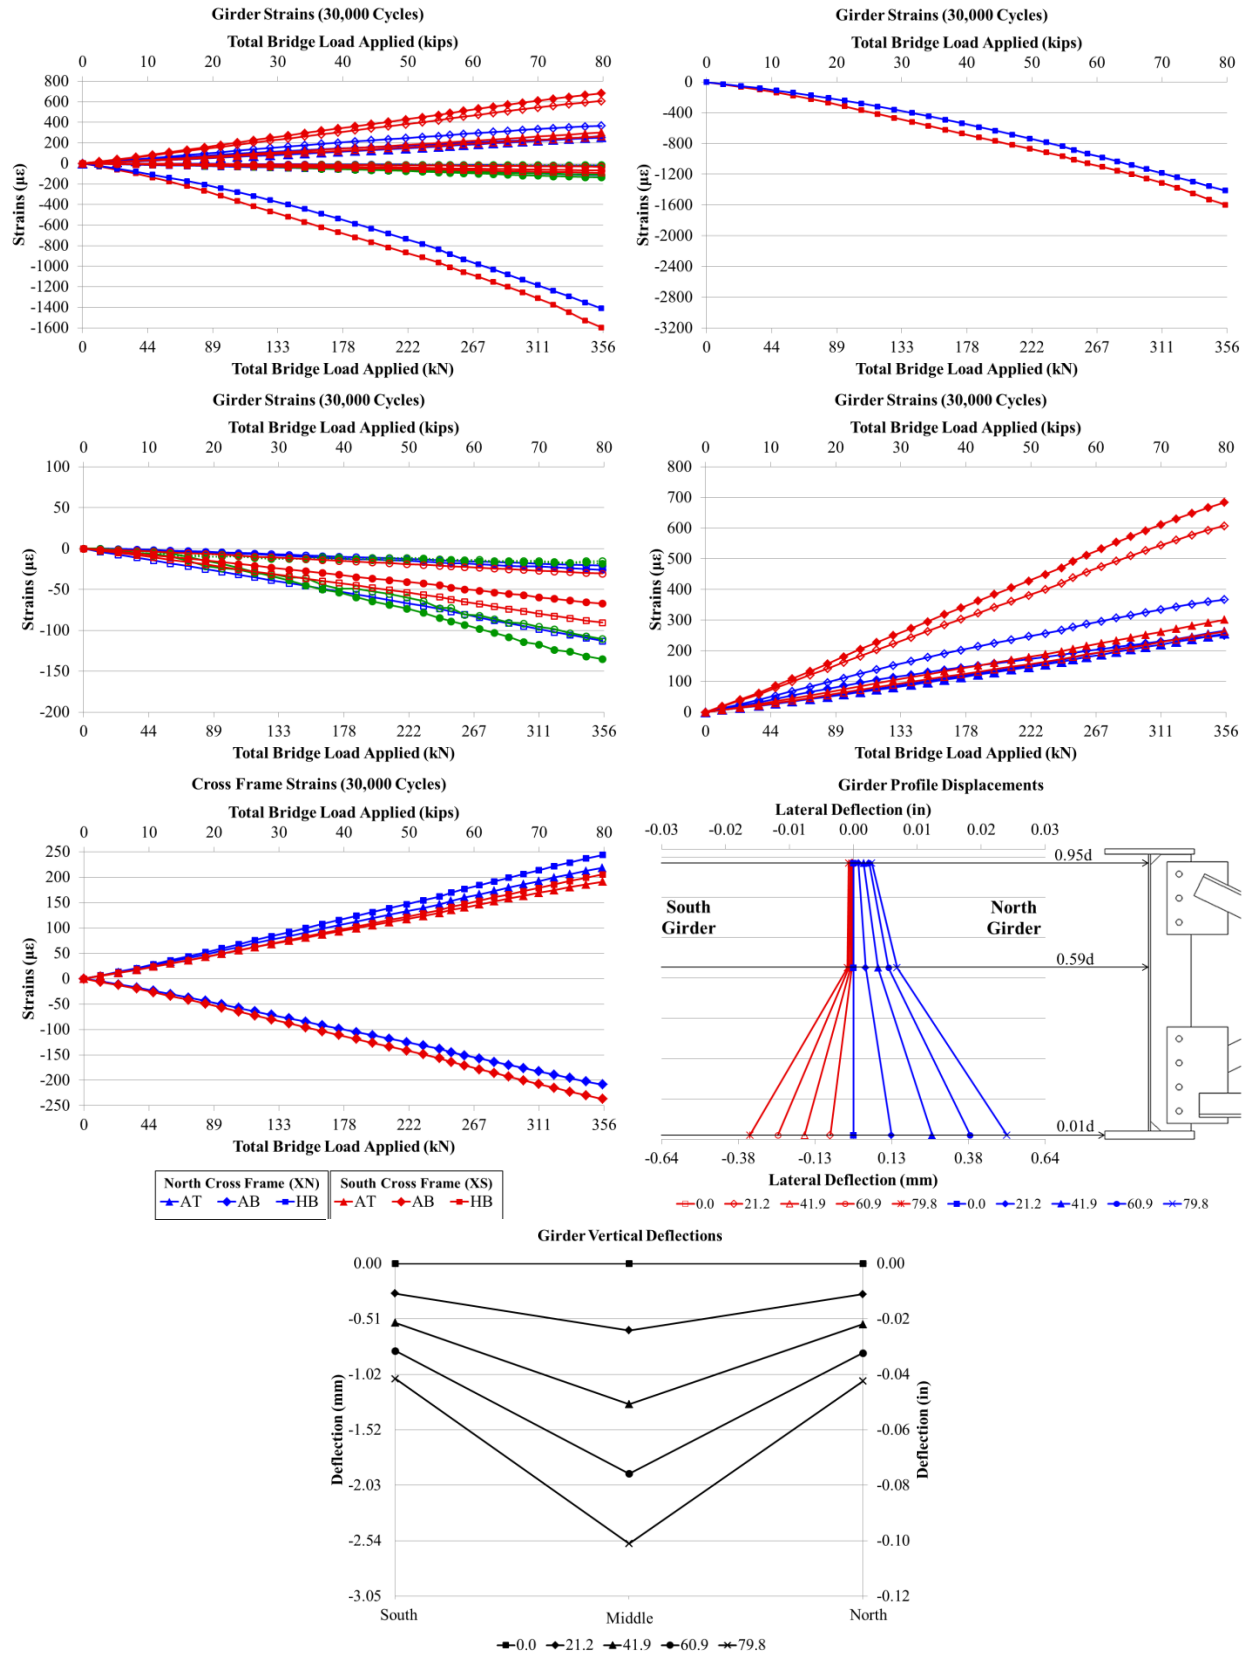 Girder Strains (30,000 Cycles)
Total Bridge Load Applied (kips)
0 10 20 30 40 50 60 70 80
800
600
400
200
0
-200
-400
-600
-800
-1000
-1200
-1400
-1600
Strains (µε)
0 44 89 133 178 222 267 311 356
Total Bridge Load Applied (kN)
Girder Strains (30,000 Cycles)
Total Bridge Load Applied (kips)
0 10 20 30 40 50 60 70 80
0
-400
-800
-1200
-1600
-2000
-2400
-2800
-3200
Strains (µε)
0 44 89 133 178 222 267 311 356
Total Bridge Load Applied (kN)
Girder Strains (30,000 Cycles)
Total Bridge Load Applied (kips)
0 10 20 30 40 50 60 70 80
100
50
0
-50
-100
-150
-200
Strains (µε)
0 44 89 133 178 222 267 311 356
Total Bridge Load Applied (kN)
Girder Strains (30,000 Cycles)
Total Bridge Load Applied (kips)
0 10 20 30 40 50 60 70 80
800
700
600
500
400
300
200
100
0
Strains (µε)
0 44 89 133 178 222 267 311 356
Total Bridge Load Applied (kN)
Cross Frame Strains (30,000 Cycles)
Total Bridge Load Applied (kips)
0 10 20 30 40 50 60 70 80
250
200
150
100
50
0
-50
-100
-150
-200
-250
Strains (µε)
0 44 89 133 178 222 267 311 356
Total Bridge Load Applied (kN)
North Cross Frame (XN)
AT AB HB
South Cross Frame (XS)
AT AB HB
Girder Profile Displacements
Lateral Deflection (in)
-0.03 -0.02 -0.01 0.00 0.01 0.02 0.03
0.95d
South
Girder
North
Girder
0.59d
0.01d
-0.64 -0.38 -0.13 0.13 0.38 0.64
Lateral Deflection (mm)
0.0 21.2 41.9 60.9 79.8 0.0 21.2 41.9 60.9 79.8
Girder Vertical Deflections
0.00
-0.51
-1.02
-1.52
-2.03
-2.54
-3.05
Deflection (mm)
0.00
-0.02
-0.04
-0.06
-0.08
-0.10
-0.12
Deflection (in)
South Middle North
0.0 21.2 41.9 60.9 79.8